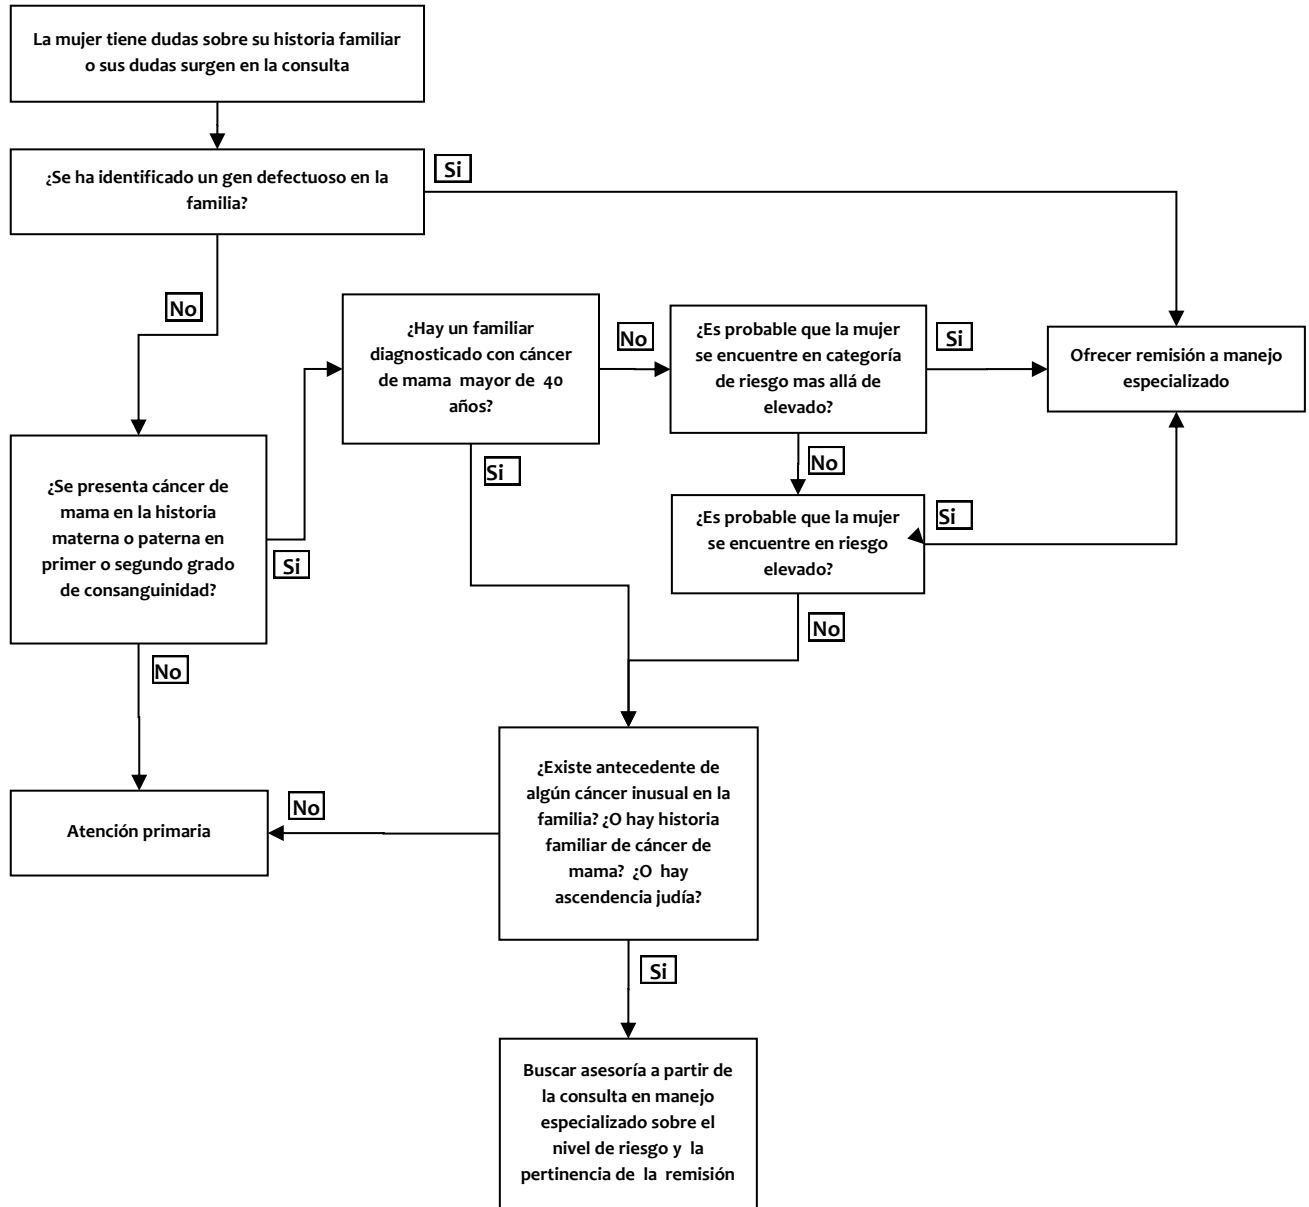 La mujer tiene dudas sobre su historia familiar
o sus dudas surgen en la consulta
¿Se ha identificado un gen defectuoso en la
familia?
Si
No
¿Hay un familiar
diagnosticado con cáncer
de mama mayor de 40
años?
No
¿Es probable que la mujer
se encuentre en categoría
de riesgo mas allá de
elevado?
Si
Ofrecer remisión a manejo
especializado
¿Se presenta cáncer de
mama en la historia
materna o paterna en
primer o segundo grado
de consanguinidad?
Si
Si
No
¿Es probable que la mujer
se encuentre en riesgo
elevado?
Si
No
No
¿Existe antecedente de
algún cáncer inusual en la
familia? ¿O hay historia
familiar de cáncer de
mama? ¿O hay
ascendencia judía?
No
Atención primaria
Si
Buscar asesoría a partir de
la consulta en manejo
especializado sobre el
nivel de riesgo y la
pertinencia de la remisión